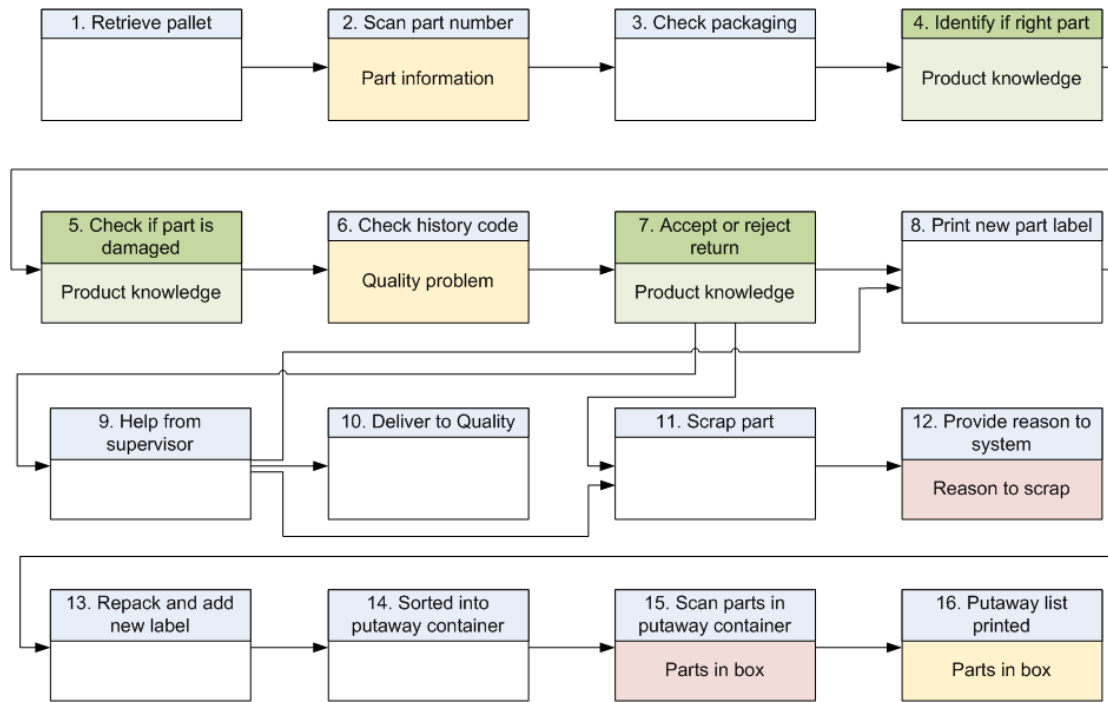 1. Retrieve pallet
2. Scan part number
Part information
3. Check packaging
4. Identify if right part
Product knowledge
5. Check if part is
damaged
Product knowledge
6. Check history code
Quality problem
7. Accept or reject
return
Product knowledge
8. Print new part label
9. Help from
supervisor
10. Deliver to Quality
11. Scrap part
12. Provide reason to
system
Reason to scrap
13. Repack and add
new label
14. Sorted into
putaway container
15. Scan parts in
putaway container
Parts in box
16. Putaway list
printed
Parts in box